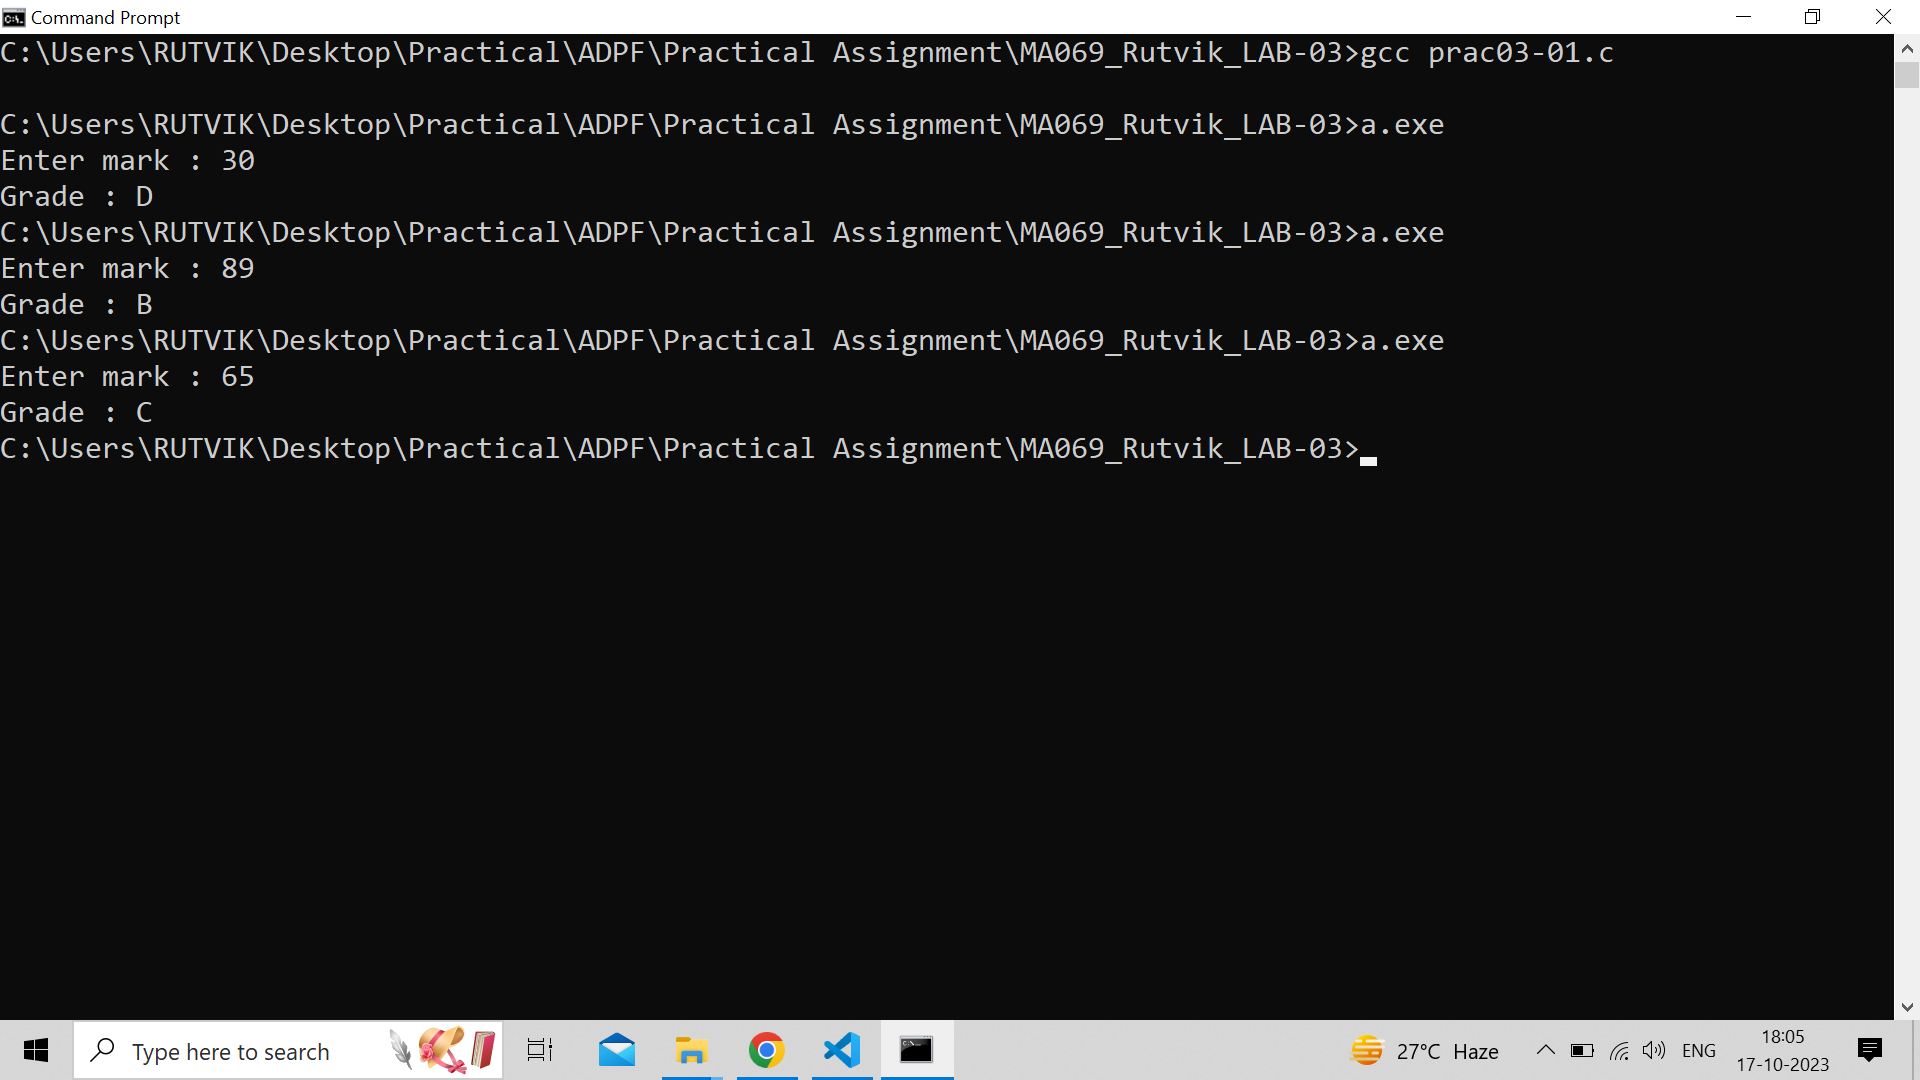 Command Prompt
C:\Users\RUTVIK\Desktop\Practical\ADPF\Practical Assignment\MA069_Rutvik_LAB-03>gcc prac03-01.c
C:\Users\RUTVIK\Desktop\Practical\ADPF\Practical Assignment\MA069_Rutvik_LAB-03>a.exe
Enter mark : 30
Grade : D
C:\Users\RUTVIK\Desktop\Practical\ADPF\Practical Assignment\MA069_Rutvik_LAB-03>a.exe
Enter mark : 89
Grade : B
C:\Users\RUTVIK\Desktop\Practical\ADPF\Practical Assignment\MA069_Rutvik_LAB-03>a.exe
Enter mark : 65
Grade : C
C:\Users\RUTVIK\Desktop\Practical\ADPF\Practical Assignment\MA069_Rutvik_LAB-03>
Type here to search
27°C Haze
ENG
18:05
17-10-2023